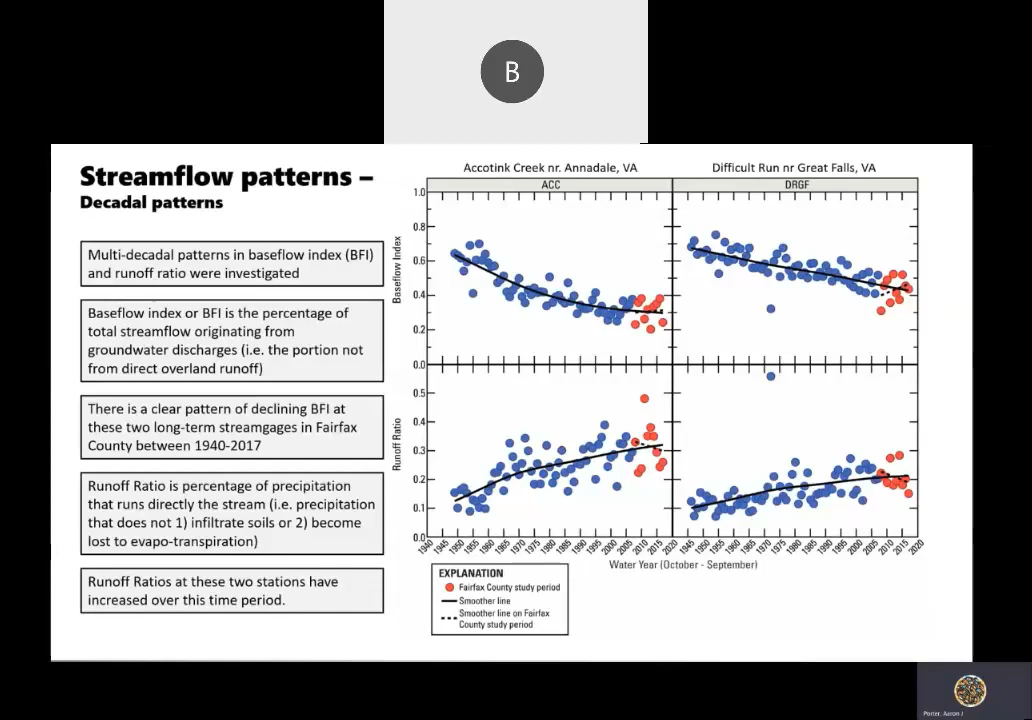 B
Streamflow patterns –
Decadal patterns
Multi-decadal patterns in baseflow index (BFI)
and runoff ratio were investigated
Baseflow index or BFI is the percentage of
total streamflow originating from
groundwater discharges (i.e. the portion not
from direct overland runoff)
There is a clear pattern of declining BFI at
these two long-term streamgages in Fairfax
County between 1940-2017
Runoff Ratio is percentage of precipitation
that runs directly the stream (i.e. precipitation
that does not 1) infiltrate soils or 2) become
lost to evapo-transpiration)
Runoff Ratios at these two stations have
increased over this time period.
Accotink Creek nr. Annadale, VA
Difficult Run nr Great Falls, VA
ACC
DRGF
Baseflow Index
1.0
0.8
0.6
0.4
0.2
0.0
Runoff Ratio
0.5
0.4
0.3
0.2
0.1
0.0
1940 1945 1950 1955 1960 1965 1970 1975 1980 1985 1990 1995 2000 2005 2010 2015 2020
1945 1950 1955 1960 1965 1970 1975 1980 1985 1990 1995 2000 2005 2010 2015 2020
Water Year (October - September)
EXPLANATION
Fairfax County study period
Smoother line
Smoother line on Fairfax
County study period
Porter, Aaron J